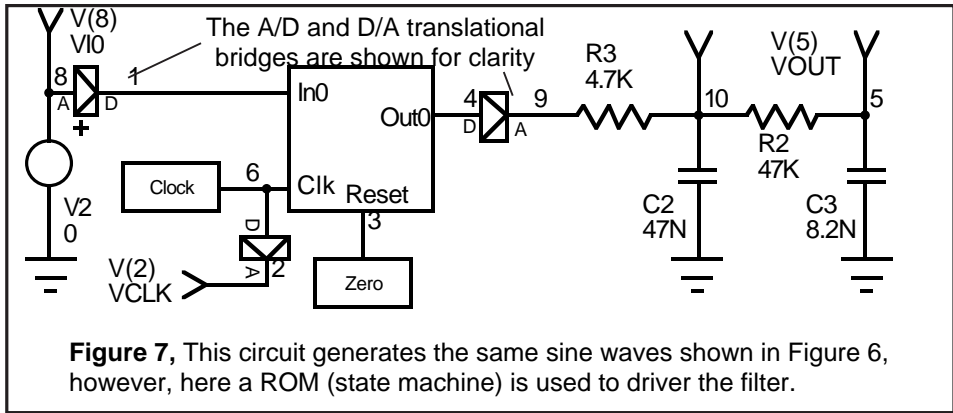 V(8)
VI0
The A/D and D/A translational
bridges are shown for clarity
8
A
D
1
+
In0
Out0
4
D
A
9
R3
4.7K
10
V(5)
VOUT
5
R2
47K
Clock
6
Clk
Reset
3
V2
0
D
A
2
V(2)
VCLK
Zero
C2
47N
C3
8.2N
Figure 7, This circuit generates the same sine waves shown in Figure 6,
however, here a ROM (state machine) is used to driver the filter.